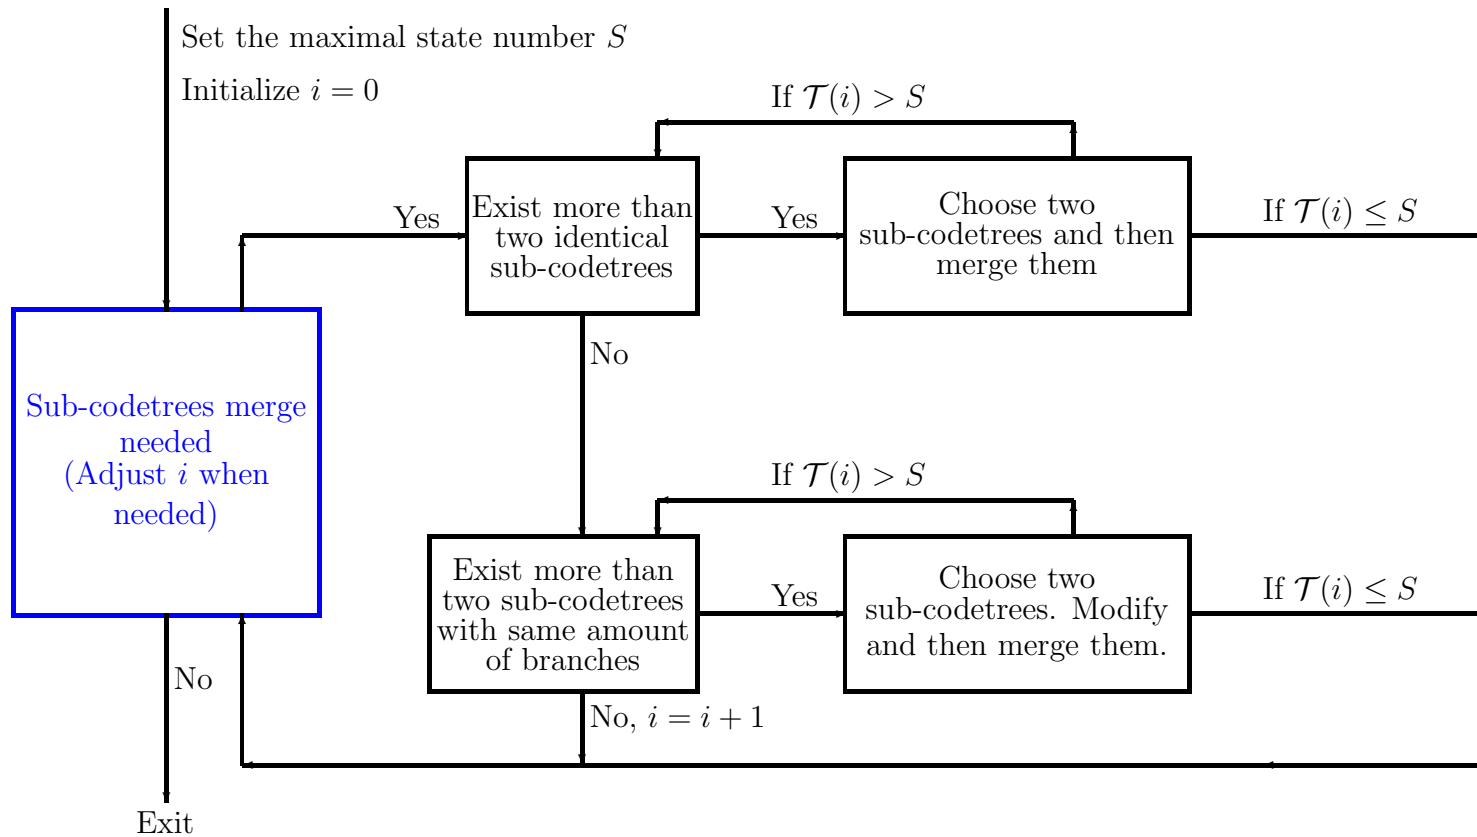 Set the maximal state number S
Initialize i = 0
If 𝒯(i) > S
Yes
Exist more than
two identical
sub-codetrees
Yes
Choose two
sub-codetrees and then
merge them
If 𝒯(i) ≤ S
No
Sub-codetrees merge
needed
(Adjust i when
needed)
If 𝒯(i) > S
Exist more than
two sub-codetrees
with same amount
of branches
Yes
Choose two
sub-codetrees. Modify
and then merge them.
If 𝒯(i) ≤ S
No
No, i = i + 1
Exit